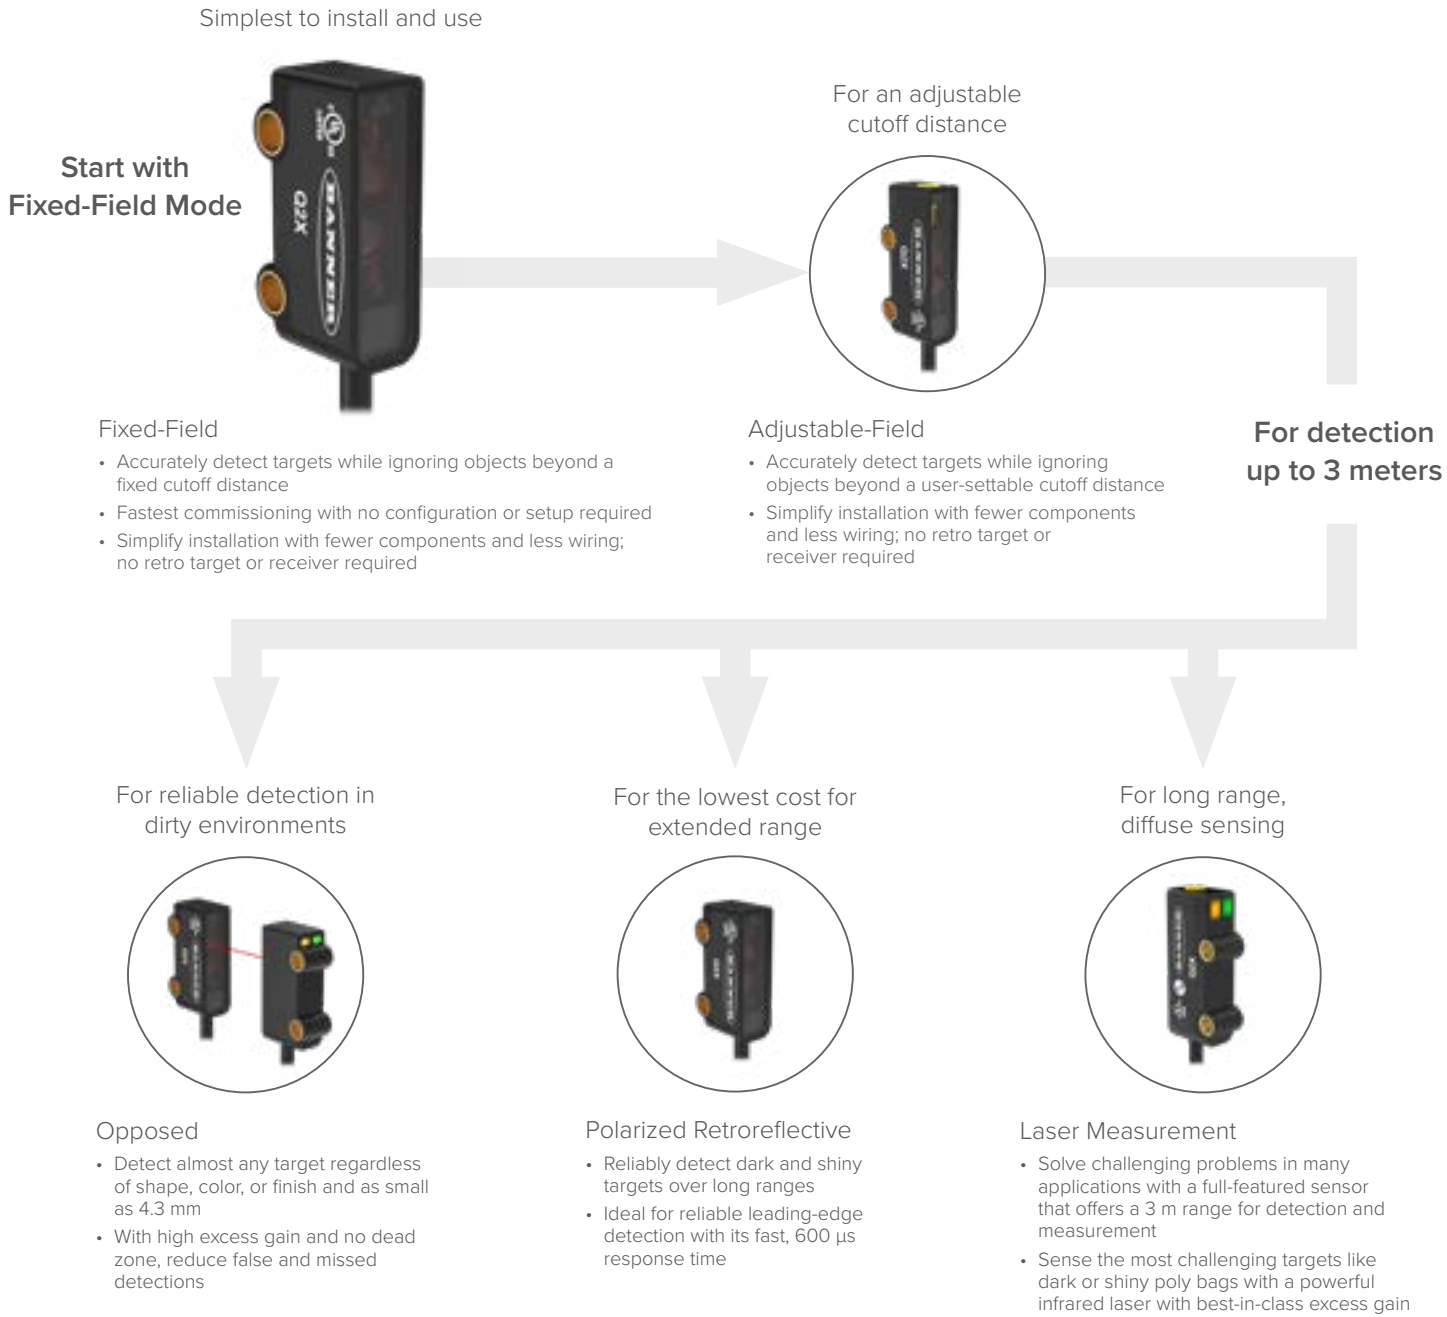 Simplest to install and use
Start with
Fixed-Field Mode
BANNER
Q2X
For an adjustable
cutoff distance
BANNER
Q2X
Fixed-Field
• Accurately detect targets while ignoring objects beyond a
fixed cutoff distance
• Fastest commissioning with no configuration or setup required
• Simplify installation with fewer components and less wiring;
no retro target or receiver required
Adjustable-Field
• Accurately detect targets while ignoring
objects beyond a user-settable cutoff distance
• Simplify installation with fewer components
and less wiring; no retro target or
receiver required
For detection
up to 3 meters
For reliable detection in
dirty environments
For the lowest cost for
extended range
For long range,
diffuse sensing
BANNER
Q2X
BANNER
Q2X
BANNER
Q2X
Opposed
• Detect almost any target regardless
of shape, color, or finish and as small
as 4.3 mm
• With high excess gain and no dead
zone, reduce false and missed
detections
Polarized Retroreflective
• Reliably detect dark and shiny
targets over long ranges
• Ideal for reliable leading-edge
detection with its fast, 600 μs
response time
Laser Measurement
• Solve challenging problems in many
applications with a full-featured sensor
that offers a 3 m range for detection and
measurement
• Sense the most challenging targets like
dark or shiny poly bags with a powerful
infrared laser with best-in-class excess gain